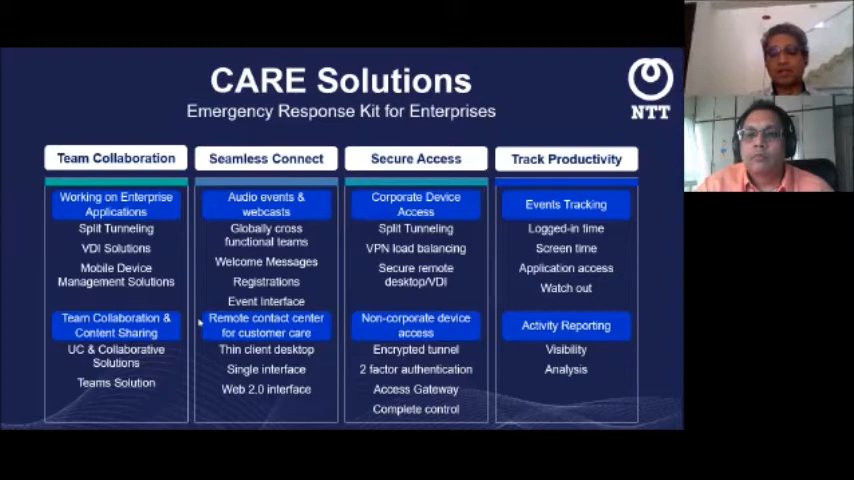 CARE Solutions
Emergency Response Kit for Enterprises
NTT
Team Collaboration
Working on Enterprise
Applications
Split Tunneling
VDI Solutions
Mobile Device
Management Solutions
Team Collaboration &
Content Sharing
UC & Collaborative
Solutions
Teams Solution
Seamless Connect
Audio events &
webcasts
Globally cross
functional teams
Welcome Messages
Registrations
Event Interface
Remote contact center
for customer care
Thin client desktop
Single interface
Web 2.0 interface
Secure Access
Corporate Device
Access
Split Tunneling
VPN load balancing
Secure remote
desktop/VDI
Non-corporate device
access
Encrypted tunnel
2 factor authentication
Access Gateway
Complete control
Track Productivity
Events Tracking
Logged-in time
Screen time
Application access
Watch out
Activity Reporting
Visibility
Analysis